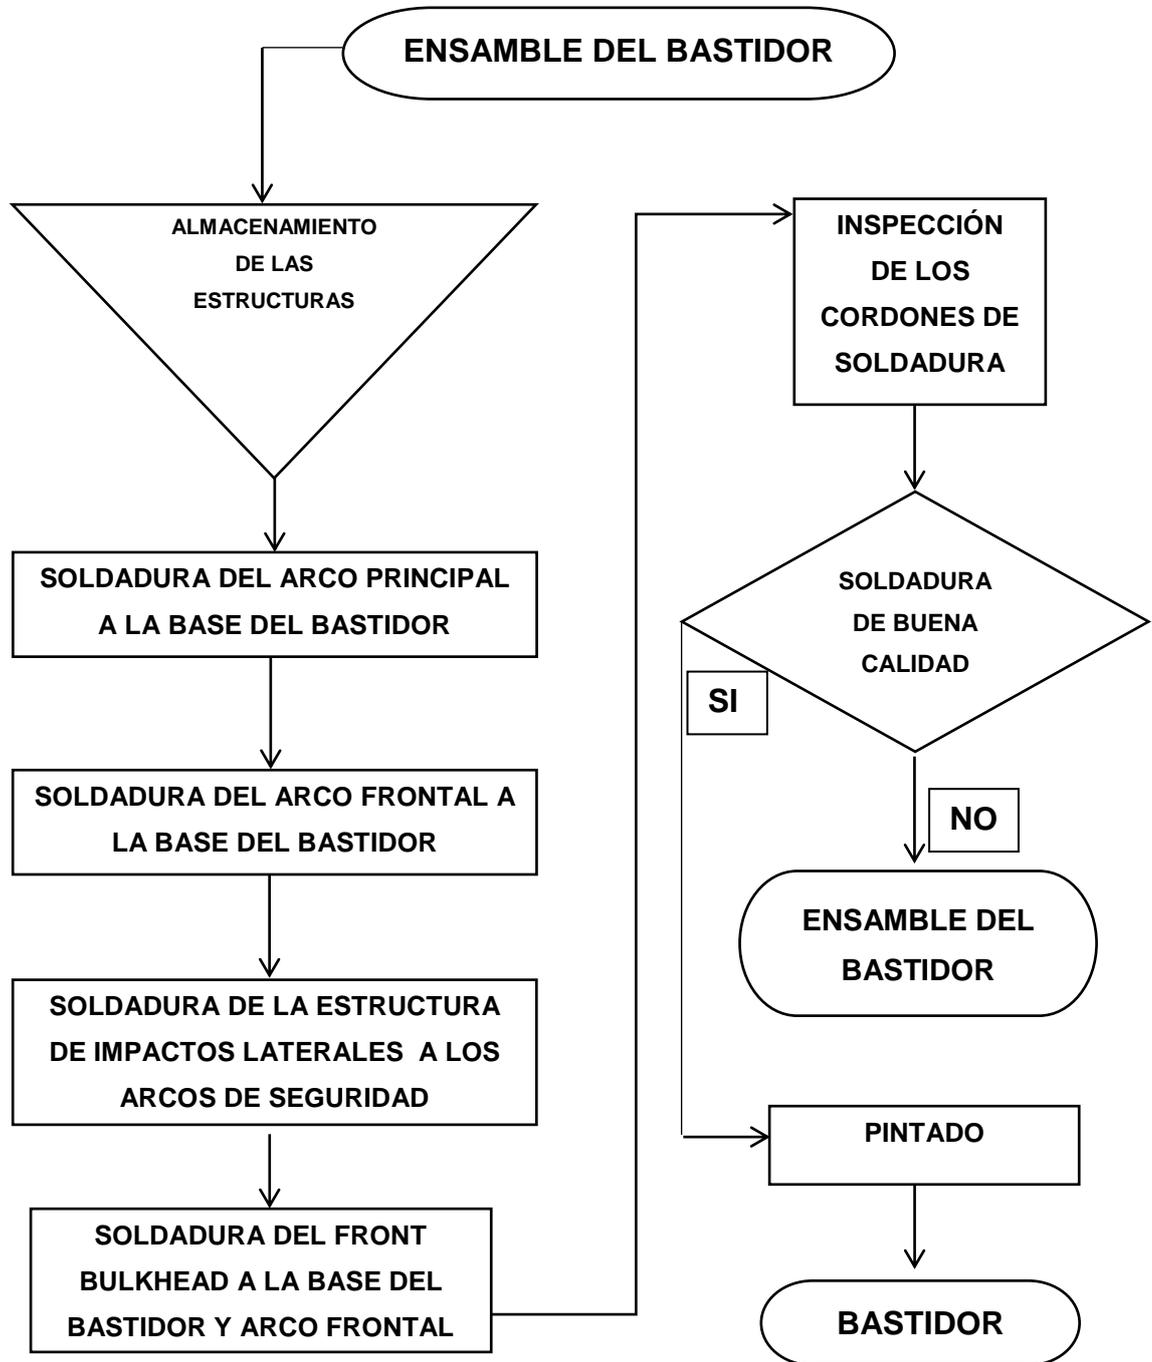 ENSAMBLE DEL BASTIDOR
ALMACENAMIENTO
DE LAS
ESTRUCTURAS
SOLDADURA DEL ARCO PRINCIPAL
A LA BASE DEL BASTIDOR
SOLDADURA DEL ARCO FRONTAL A
LA BASE DEL BASTIDOR
SOLDADURA DE LA ESTRUCTURA
DE IMPACTOS LATERALES A LOS
ARCOS DE SEGURIDAD
SOLDADURA DEL FRONT
BULKHEAD A LA BASE DEL
BASTIDOR Y ARCO FRONTAL
INSPECCIÓN
DE LOS
CORDONES DE
SOLDADURA
SOLDADURA
DE BUENA
CALIDAD
SI
NO
ENSAMBLE DEL
BASTIDOR
PINTADO
BASTIDOR